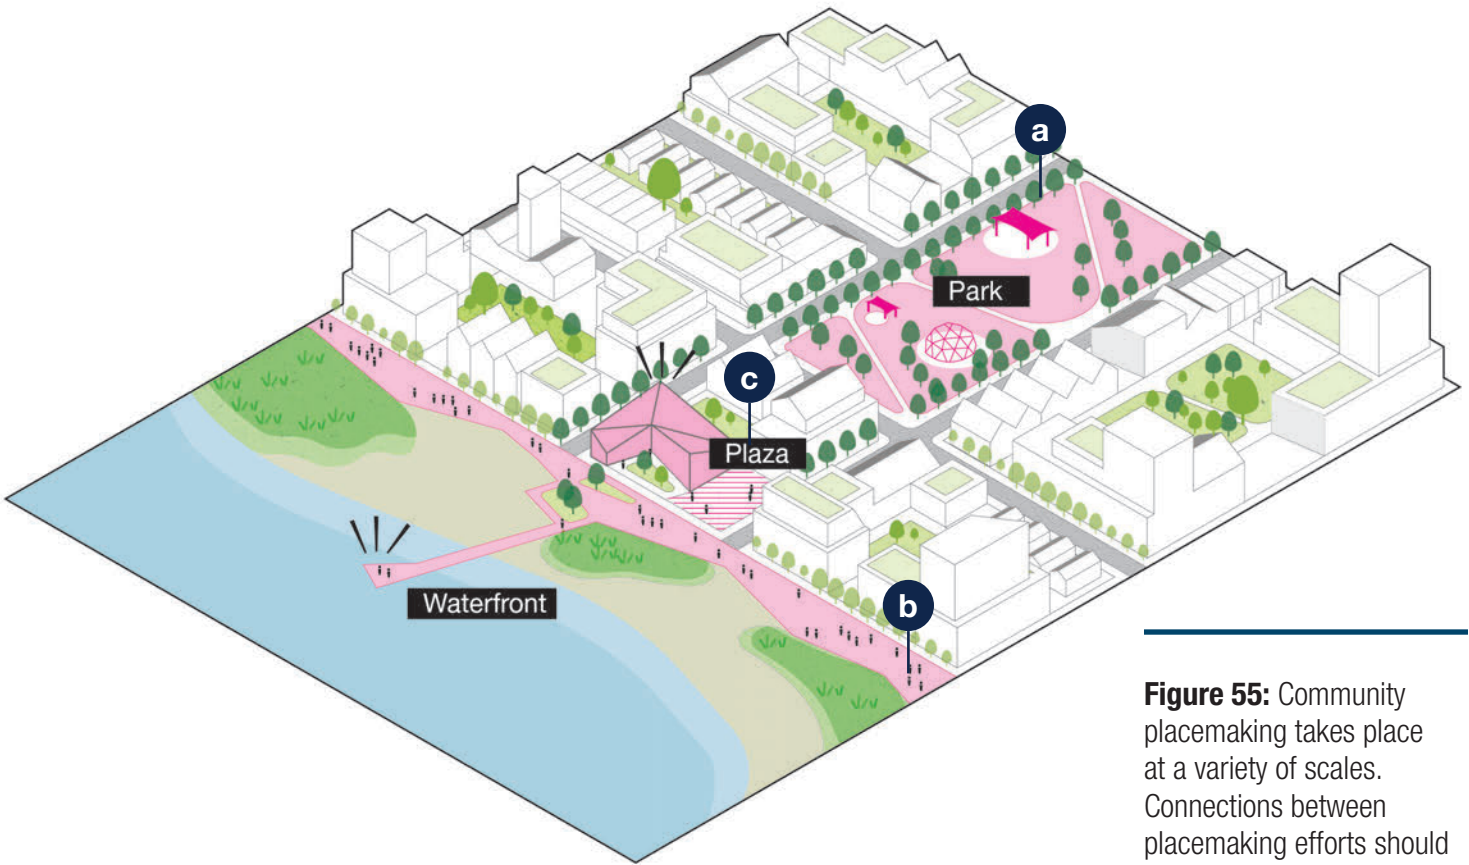 a
Park
c
Plaza
Waterfront
b
Figure 55: Community
placemaking takes place
at a variety of scales.
Connections between
placemaking efforts should